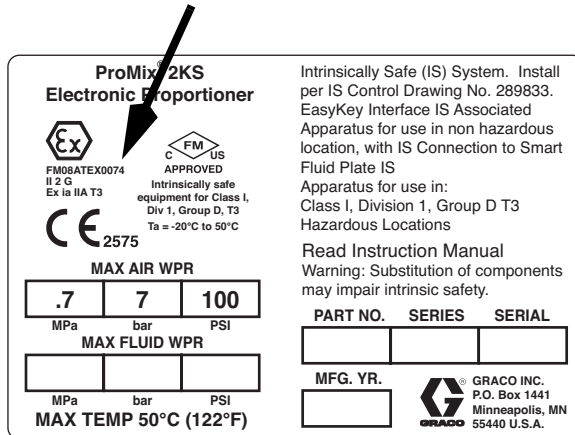 ProMix® 2KS
Electronic Proportioner
Ex
FM08ATEX0074
II 2 G
Ex ia IIA T3
CE 2575
FM
C US
APPROVED
Intrinsically safe
equipment for Class I,
Div 1, Group D, T3
Ta = -20°C to 50°C
MAX AIR WPR
.7 7 100
MPa bar PSI
MAX FLUID WPR
MPa bar PSI
MAX TEMP 50°C (122°F)
Intrinsically Safe (IS) System. Install
per IS Control Drawing No. 289833.
EasyKey Interface IS Associated
Apparatus for use in non hazardous
location, with IS Connection to Smart
Fluid Plate IS
Apparatus for use in:
Class I, Division 1, Group D T3
Hazardous Locations
Read Instruction Manual
Warning: Substitution of components
may impair intrinsic safety.
PART NO. SERIES SERIAL
MFG. YR.
G®
GRACO
GRACO INC.
P.O. Box 1441
Minneapolis, MN
55440 U.S.A.